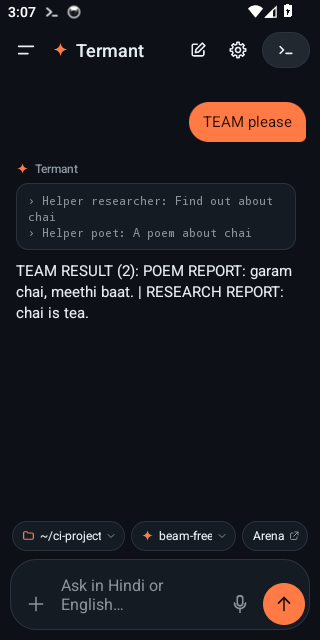 3:07
Termant
TEAM please
Termant
› Helper researcher: Find out about
chai
› Helper poet: A poem about chai
TEAM RESULT (2): POEM REPORT: garam
chai, meethi baat. | RESEARCH REPORT:
chai is tea.
~/ci-project
beam-free
Arena
Ask in Hindi or
English…